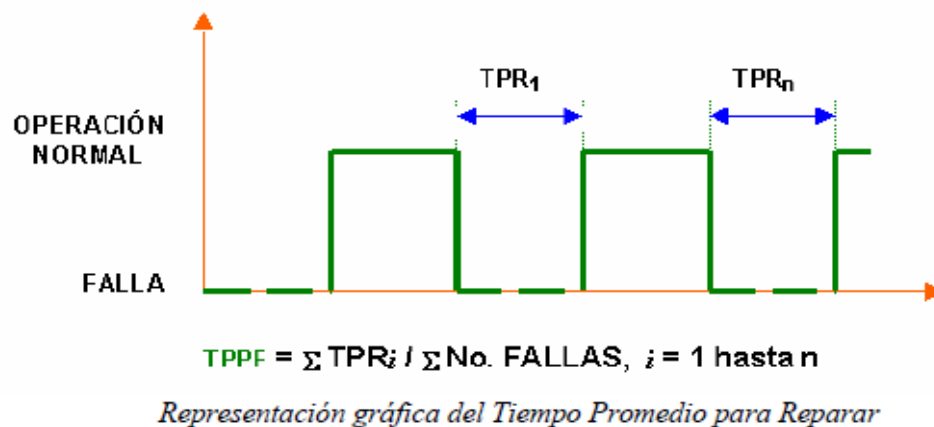 TPR1
TPRn
OPERACIÓN
NORMAL
FALLA
TPPF = Σ TPRi / Σ No. FALLAS, i = 1 hasta n
Representación gráfica del Tiempo Promedio para Reparar